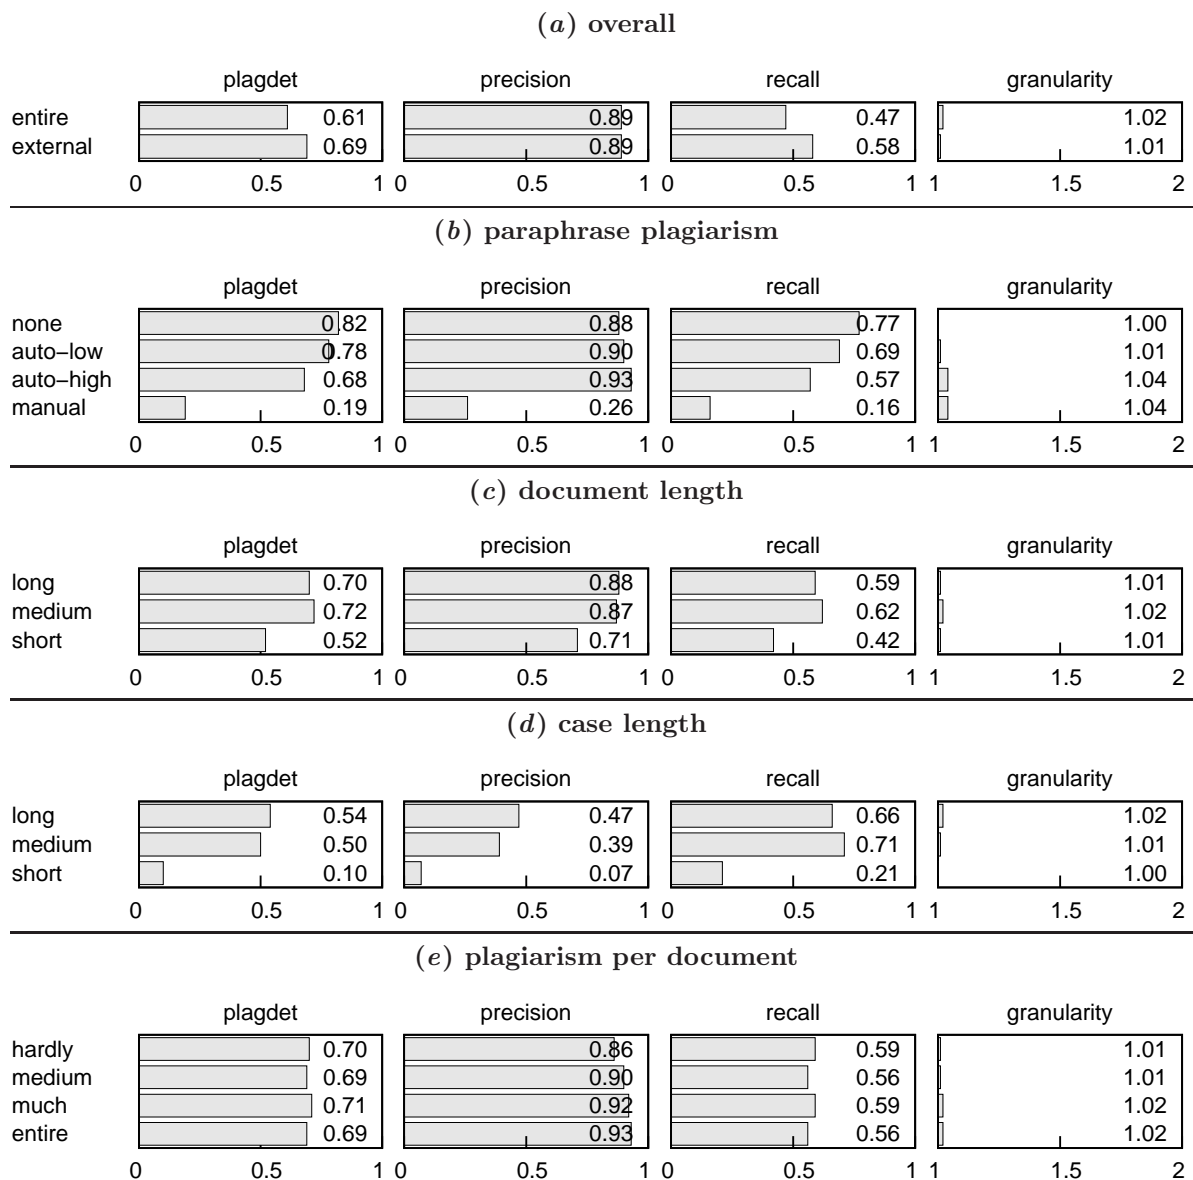 (a) overall
plagdet precision recall granularity
entire 0.61 0.89 0.47 1.02
external 0.69 0.89 0.58 1.01
0 0.5 1 0 0.5 1 0 0.5 1 1 1.5 2
(b) paraphrase plagiarism
plagdet precision recall granularity
none 0.82 0.88 0.77 1.00
auto−low 0.78 0.90 0.69 1.01
auto−high 0.68 0.93 0.57 1.04
manual 0.19 0.26 0.16 1.04
0 0.5 1 0 0.5 1 0 0.5 1 1 1.5 2
(c) document length
plagdet precision recall granularity
long 0.70 0.88 0.59 1.01
medium 0.72 0.87 0.62 1.02
short 0.52 0.71 0.42 1.01
0 0.5 1 0 0.5 1 0 0.5 1 1 1.5 2
(d) case length
plagdet precision recall granularity
long 0.54 0.47 0.66 1.02
medium 0.50 0.39 0.71 1.01
short 0.10 0.07 0.21 1.00
0 0.5 1 0 0.5 1 0 0.5 1 1 1.5 2
(e) plagiarism per document
plagdet precision recall granularity
hardly 0.70 0.86 0.59 1.01
medium 0.69 0.90 0.56 1.01
much 0.71 0.92 0.59 1.02
entire 0.69 0.93 0.56 1.02
0 0.5 1 0 0.5 1 0 0.5 1 1 1.5 2